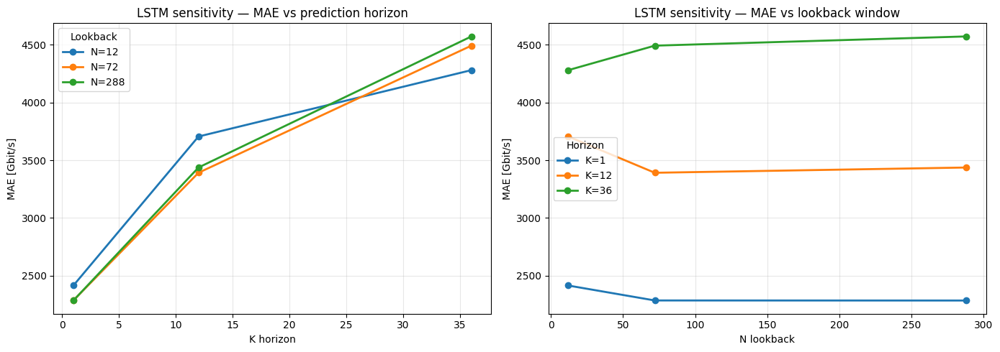 LSTM sensitivity — MAE vs prediction horizon
MAE [Gbit/s]
4500
4000
3500
3000
2500
Lookback
N=12
N=72
N=288
0 5 10 15 20 25 30 35
K horizon
LSTM sensitivity — MAE vs lookback window
MAE [Gbit/s]
4500
4000
3500
3000
2500
Horizon
K=1
K=12
K=36
0 50 100 150 200 250 300
N lookback